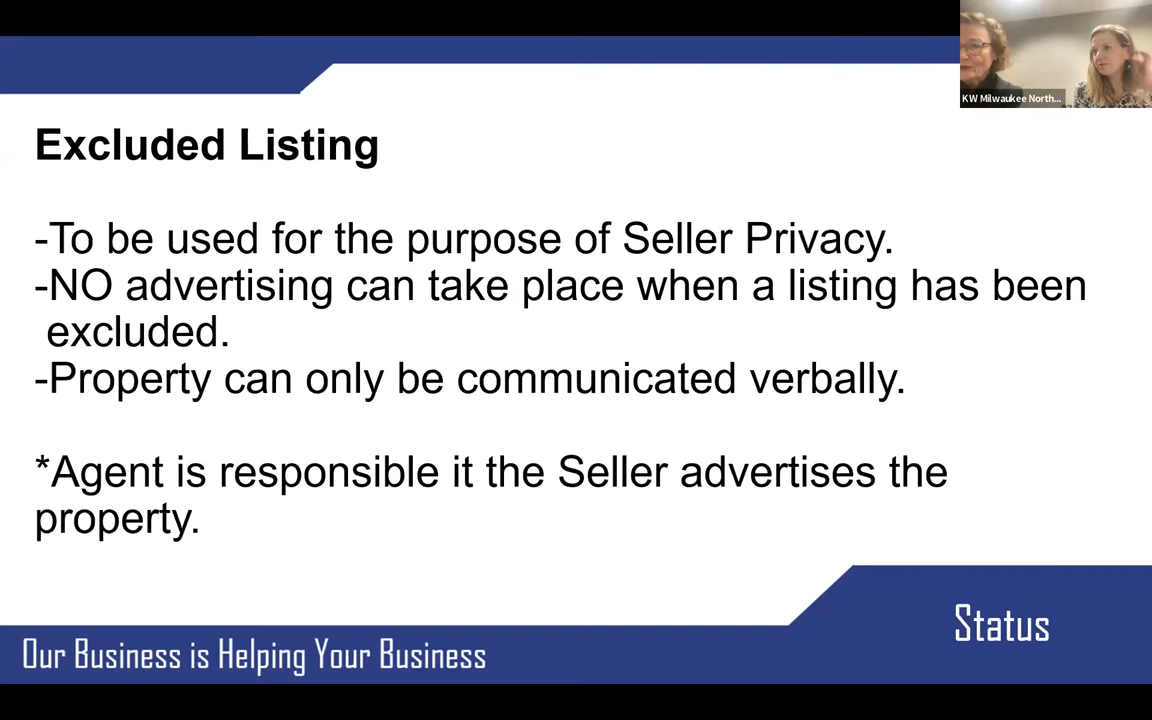 KW Milwaukee North...
Excluded Listing
-To be used for the purpose of Seller Privacy.
-NO advertising can take place when a listing has been
excluded.
-Property can only be communicated verbally.
*Agent is responsible it the Seller advertises the
property.
Status
Our Business is Helping Your Business